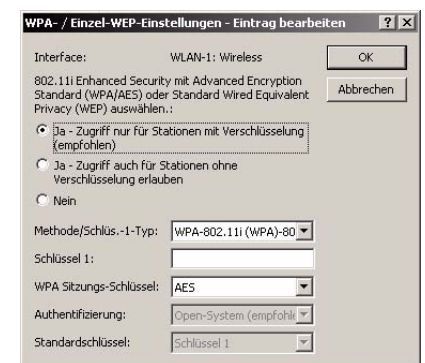 WPA- / Einzel-WEP-Einstellungen - Eintrag bearbeiten
Interface: WLAN-1: Wireless
OK
802.11i Enhanced Security mit Advanced Encryption
Standard (WPA/AES) oder Standard Wired Equivalent
Privacy (WEP) auswählen.:
Abbrechen
Ja - Zugriff nur für Stationen mit Verschlüsselung
(empfohlen)
Ja - Zugriff auch für Stationen ohne
Verschlüsselung erlauben
Nein
Methode/Schlüs.-1-Typ: WPA-802.11i (WPA)-80
Schlüssel 1:
WPA Sitzungs-Schlüssel: AES
Authentifizierung: Open-System (empfohle
Standardschlüssel: Schlüssel 1